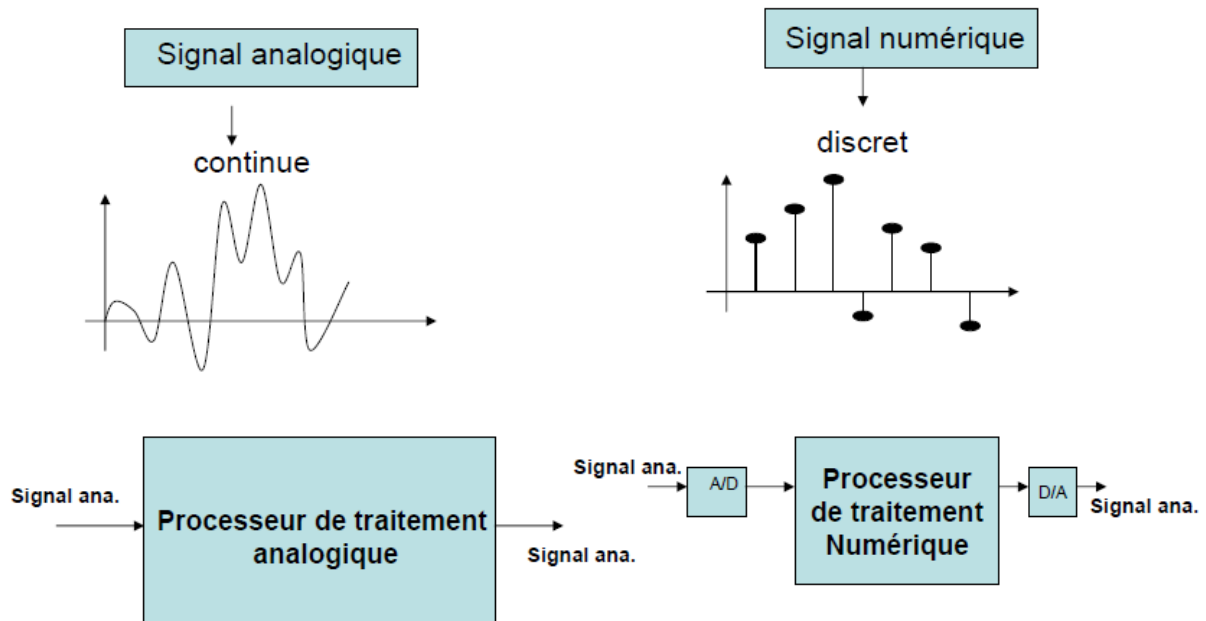 Signal analogique
continue
Signal numérique
discret
Signal ana.
Processeur de traitement
analogique
Signal ana.
Signal ana.
A/D
Processeur
de traitement
Numérique
D/A
Signal ana.